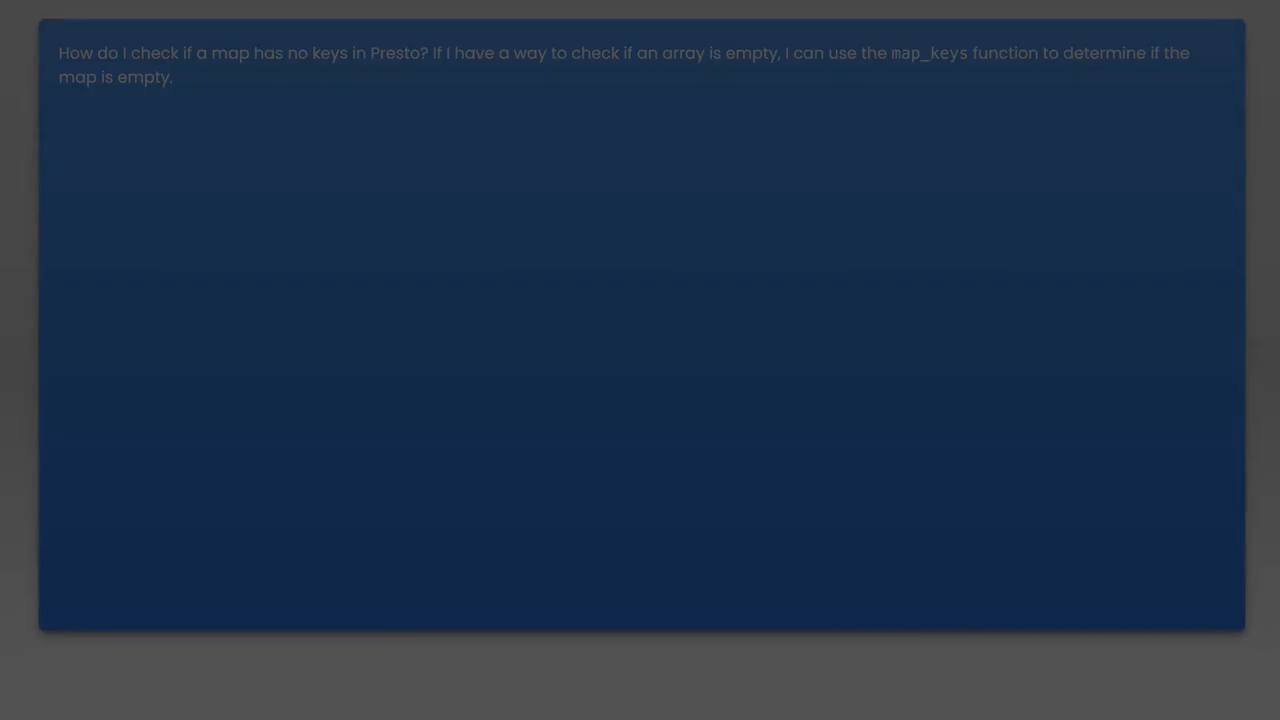 How do I check if a map has no keys in Presto? If I have a way to check if an array is empty, I can use the map_keys function to determine if the
map is empty.